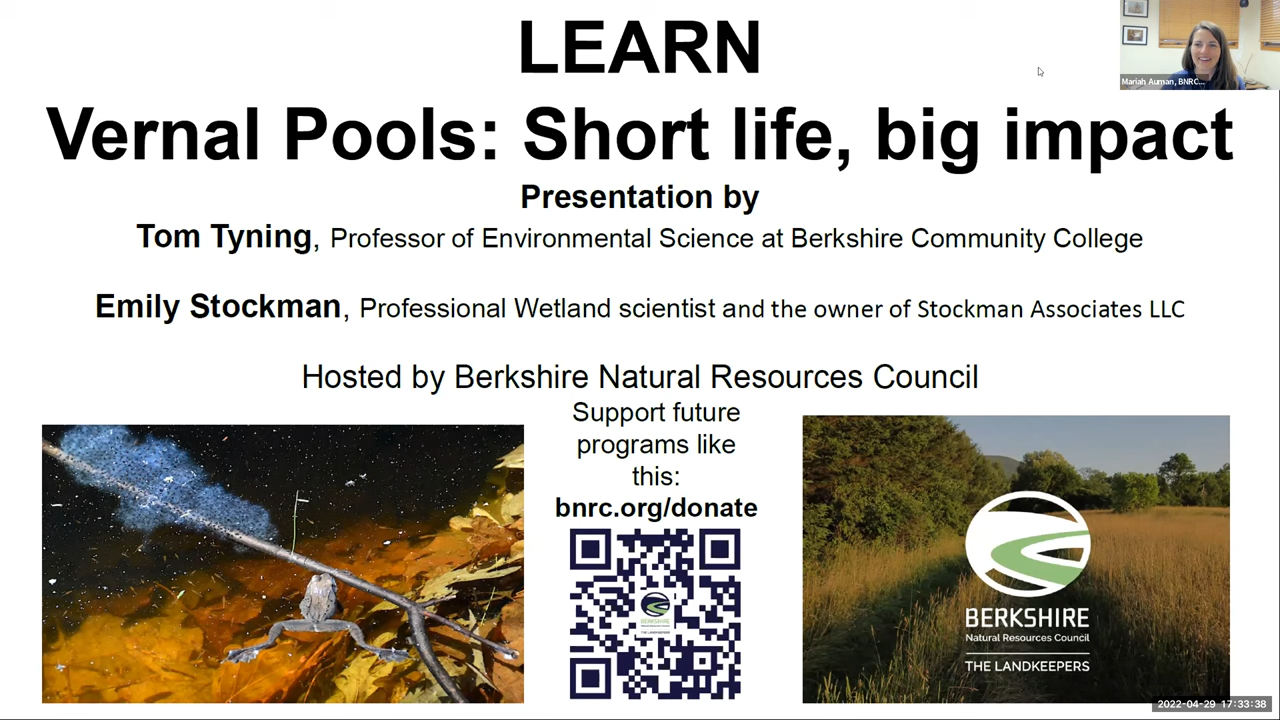 LEARN
Mariah Auman, BNRC...
Vernal Pools: Short life, big impact
Presentation by
Tom Tyning, Professor of Environmental Science at Berkshire Community College
Emily Stockman, Professional Wetland scientist and the owner of Stockman Associates LLC
Hosted by Berkshire Natural Resources Council
Support future
programs like
this:
bnrc.org/donate
BERKSHIRE
THE LANDKEEPERS
BERKSHIRE
Natural Resources Council
THE LANDKEEPERS
2022-04-29 17:33:38